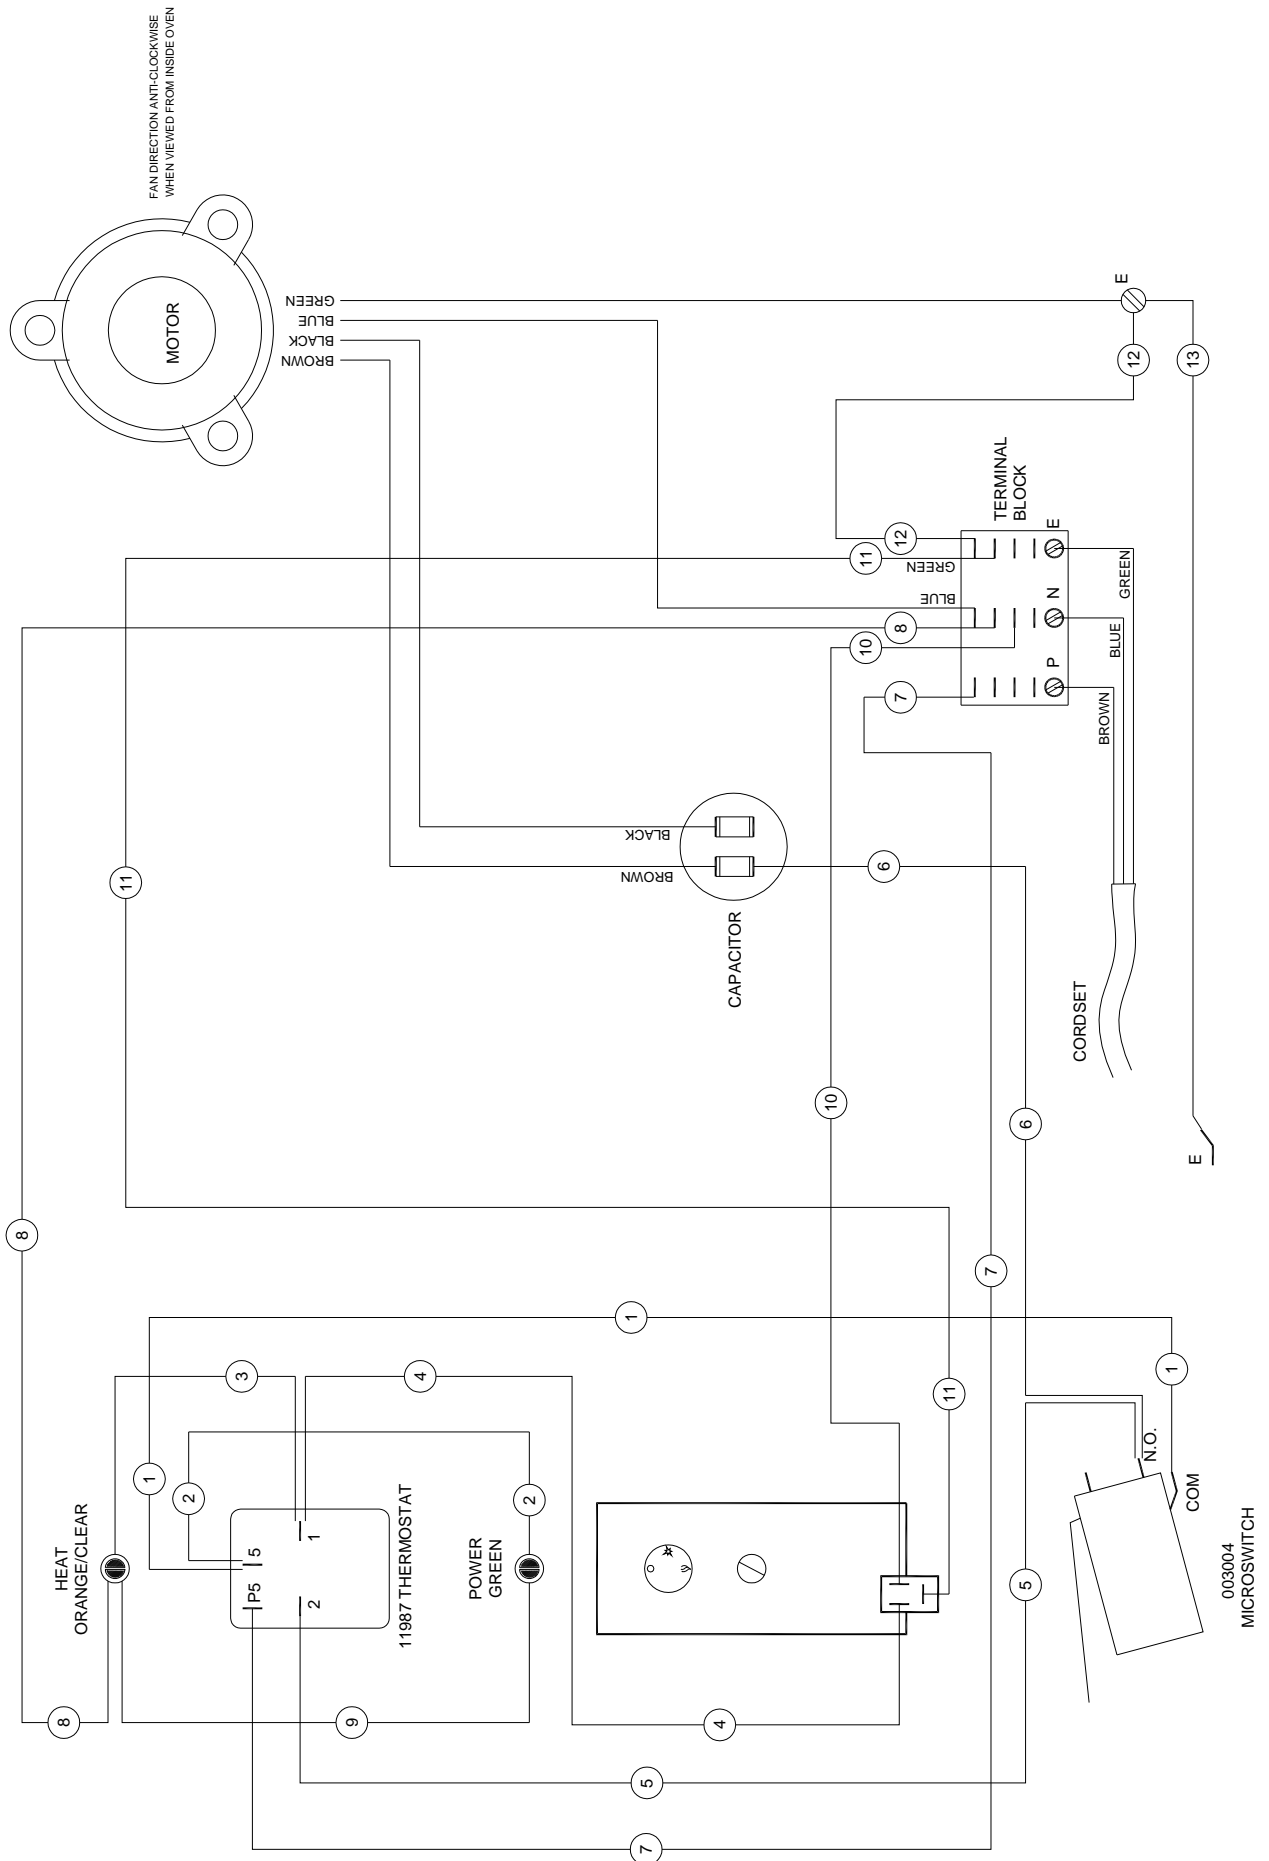 8
8
HEAT
ORANGE/CLEAR
11
1
FAN DIRECTION ANTI-CLOCKWISE
WHEN VIEWED FROM INSIDE OVEN
MOTOR
2
3
P5 5
2 1
GREEN
BLUE
BLACK
BROWN
9
11987 THERMOSTAT
4
POWER
GREEN
2
7
5
1
BROWN
BLACK
4
CAPACITOR
10
10
11
6
7
8
12
BLUE
GREEN
11
7
TERMINAL
BLOCK
5
6
P N E
BROWN
BLUE
GREEN
CORDSET
E
12
N.O.
1
COM
E
13
003004
MICROSWITCH